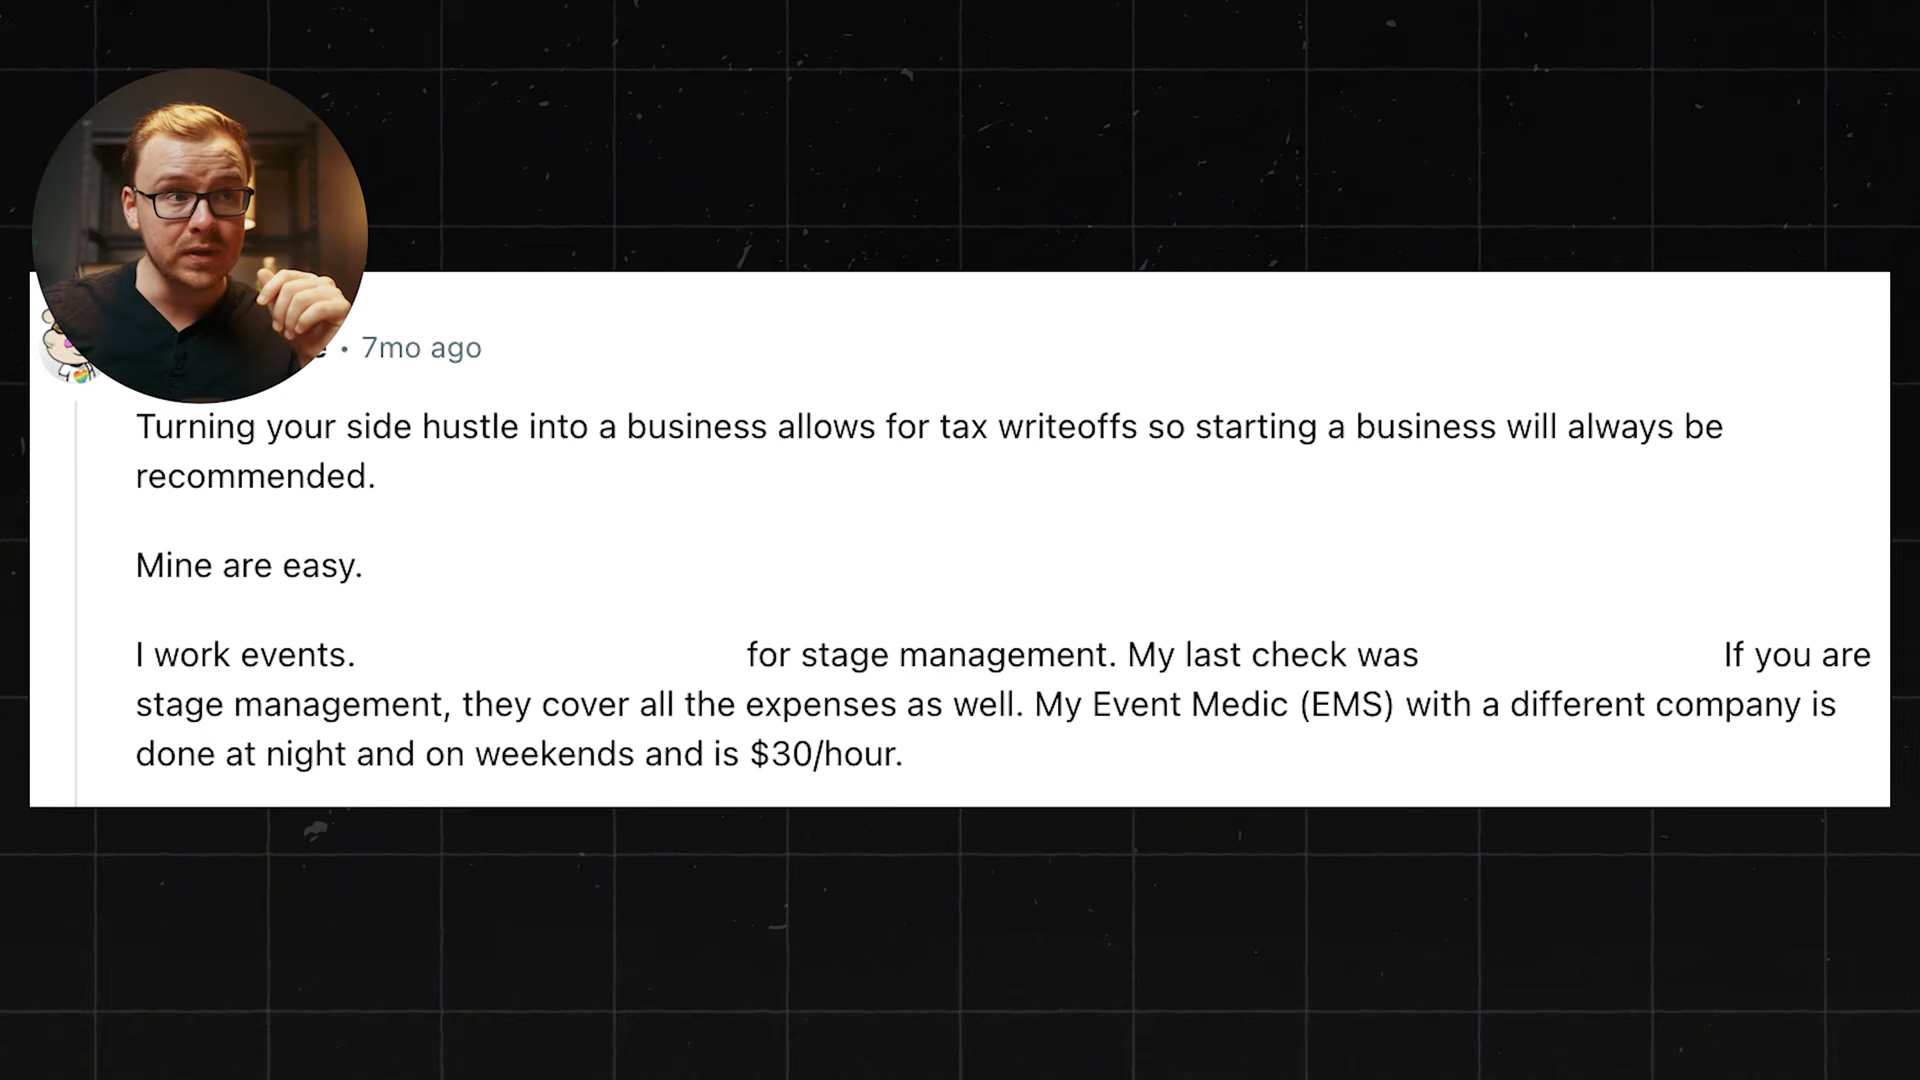 • 7mo ago
Turning your side hustle into a business allows for tax writeoffs so starting a business will always be
recommended.
Mine are easy.
I work events. for stage management. My last check was If you are
stage management, they cover all the expenses as well. My Event Medic (EMS) with a different company is
done at night and on weekends and is $30/hour.